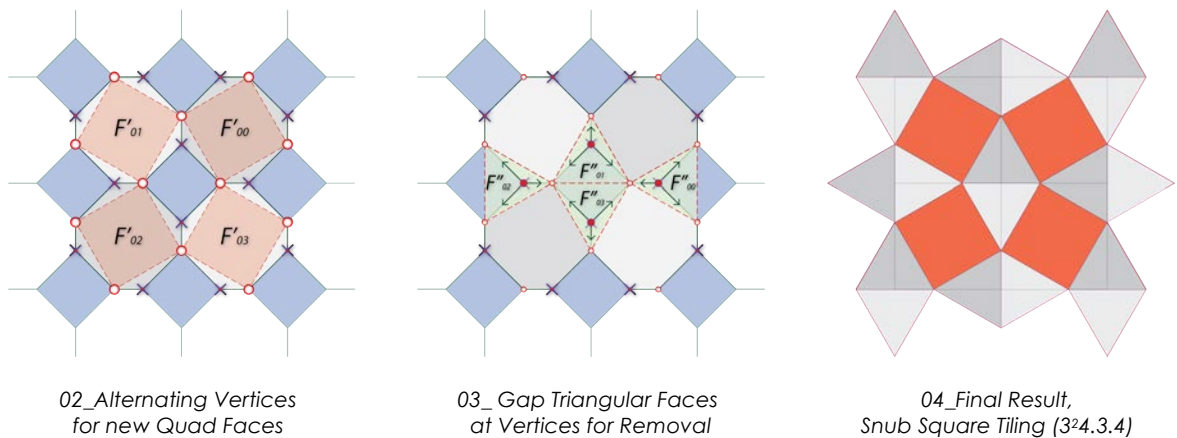 F'01
F'00
F'02
F'03
F"01
F"02
F"00
F"03
02_Alternating Vertices
for new Quad Faces
03_ Gap Triangular Faces
at Vertices for Removal
04_Final Result,
Snub Square Tiling (3²4.3.4)